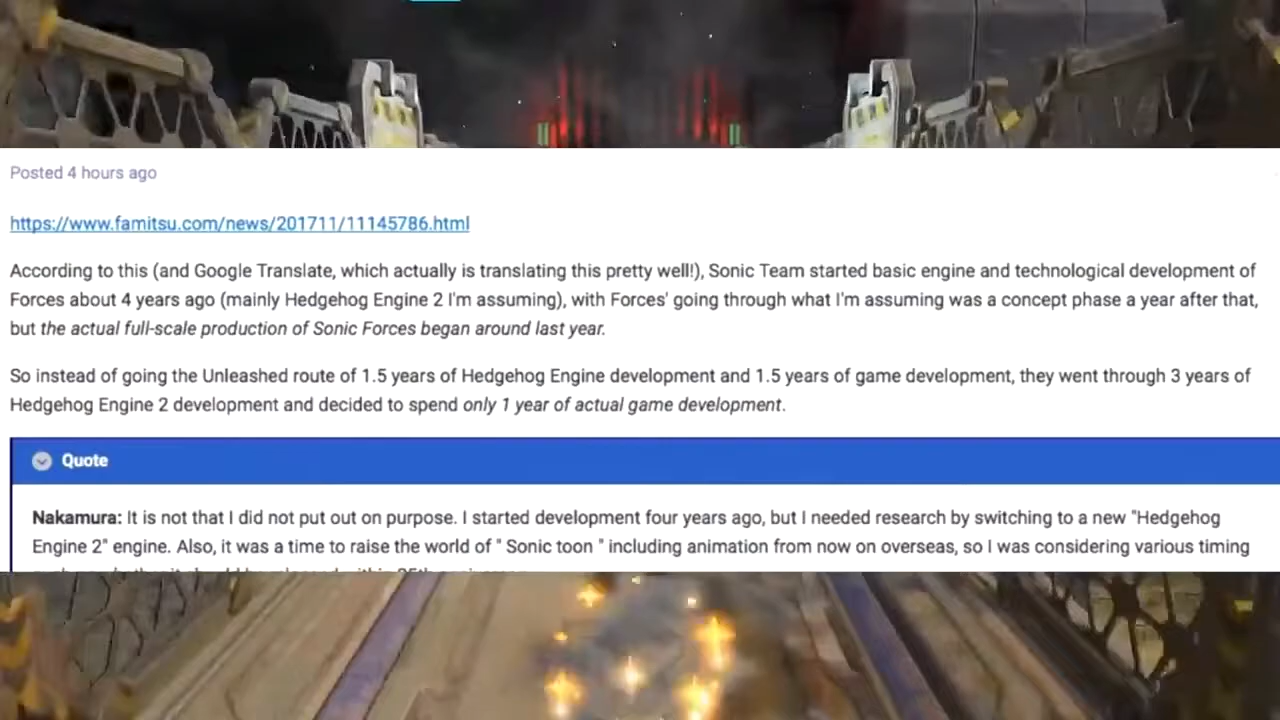 Posted 4 hours ago
https://www.famitsu.com/news/201711/11145786.html
According to this (and Google Translate, which actually is translating this pretty well!), Sonic Team started basic engine and technological development of
Forces about 4 years ago (mainly Hedgehog Engine 2 I'm assuming), with Forces' going through what I'm assuming was a concept phase a year after that,
but the actual full-scale production of Sonic Forces began around last year.
So instead of going the Unleashed route of 1.5 years of Hedgehog Engine development and 1.5 years of game development, they went through 3 years of
Hedgehog Engine 2 development and decided to spend only 1 year of actual game development.
Quote
Nakamura: It is not that I did not put out on purpose. I started development four years ago, but I needed research by switching to a new "Hedgehog
Engine 2" engine. Also, it was a time to raise the world of " Sonic toon " including animation from now on overseas, so I was considering various timing